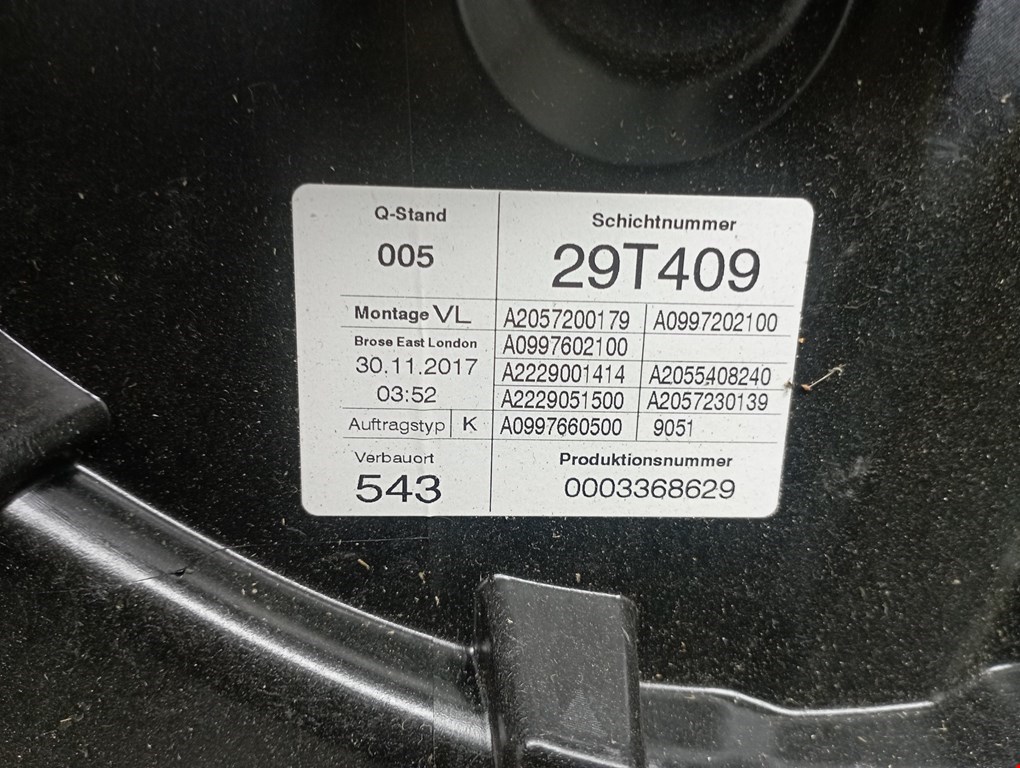 Q-Stand
005
Schichtnummer
29T409
Montage VL
Brose East London
30.11.2017
03:52
Auftragstyp K
A2057200179 A0997202100
A0997602100
A2229001414 A2055408240
A2229051500 A2057230139
A0997660500 9051
Verbauort
543
Produktionsnummer
0003368629